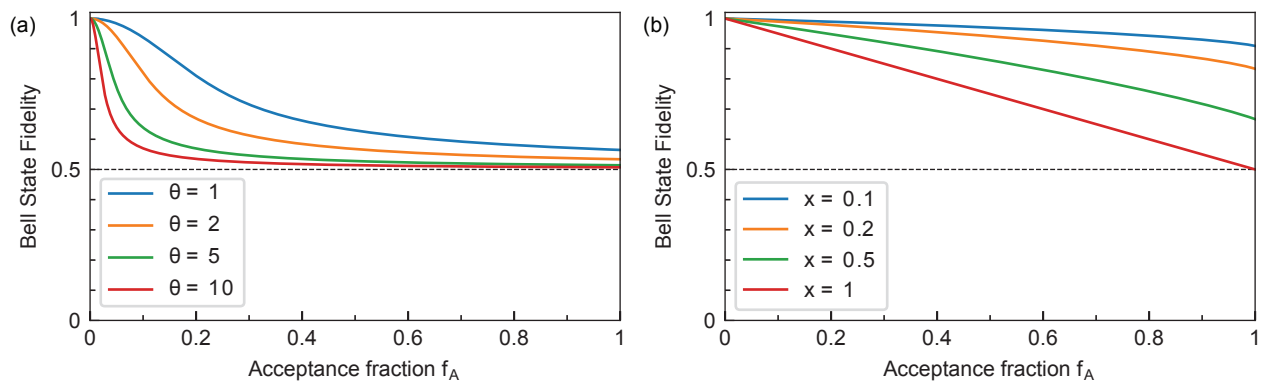 (a)
Bell State Fidelity
1
0.5
0
θ = 1
θ = 2
θ = 5
θ = 10
0 0.2 0.4 0.6 0.8 1
Acceptance fraction f_A
(b)
Bell State Fidelity
1
0.5
0
x = 0.1
x = 0.2
x = 0.5
x = 1
0 0.2 0.4 0.6 0.8 1
Acceptance fraction f_A